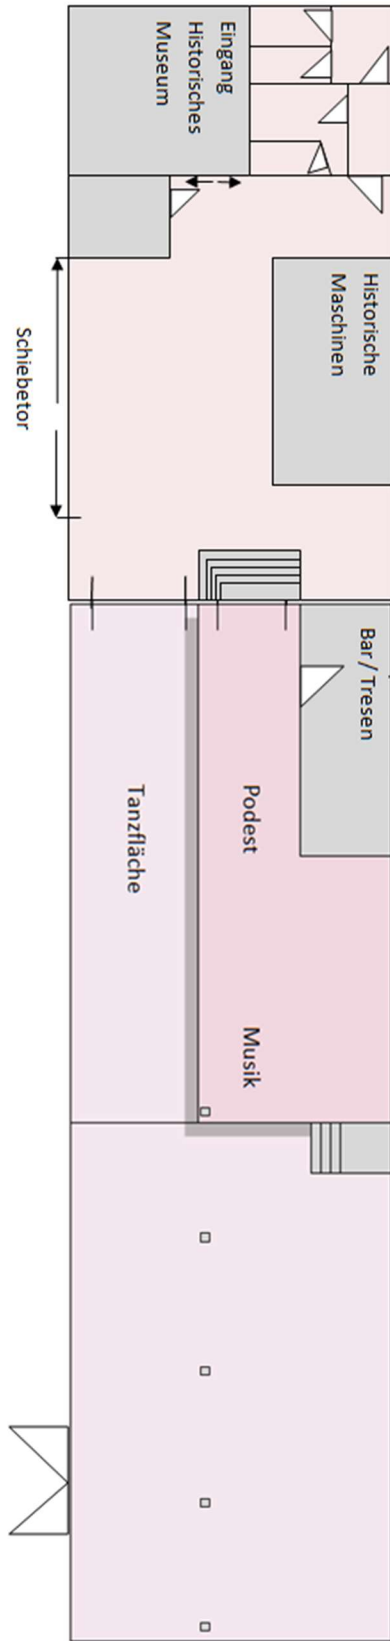 Eingang
Historisches
Museum
Historische
Maschinen
Schiebetor
Bar / Tresen
Podest
Tanzfläche
Musik